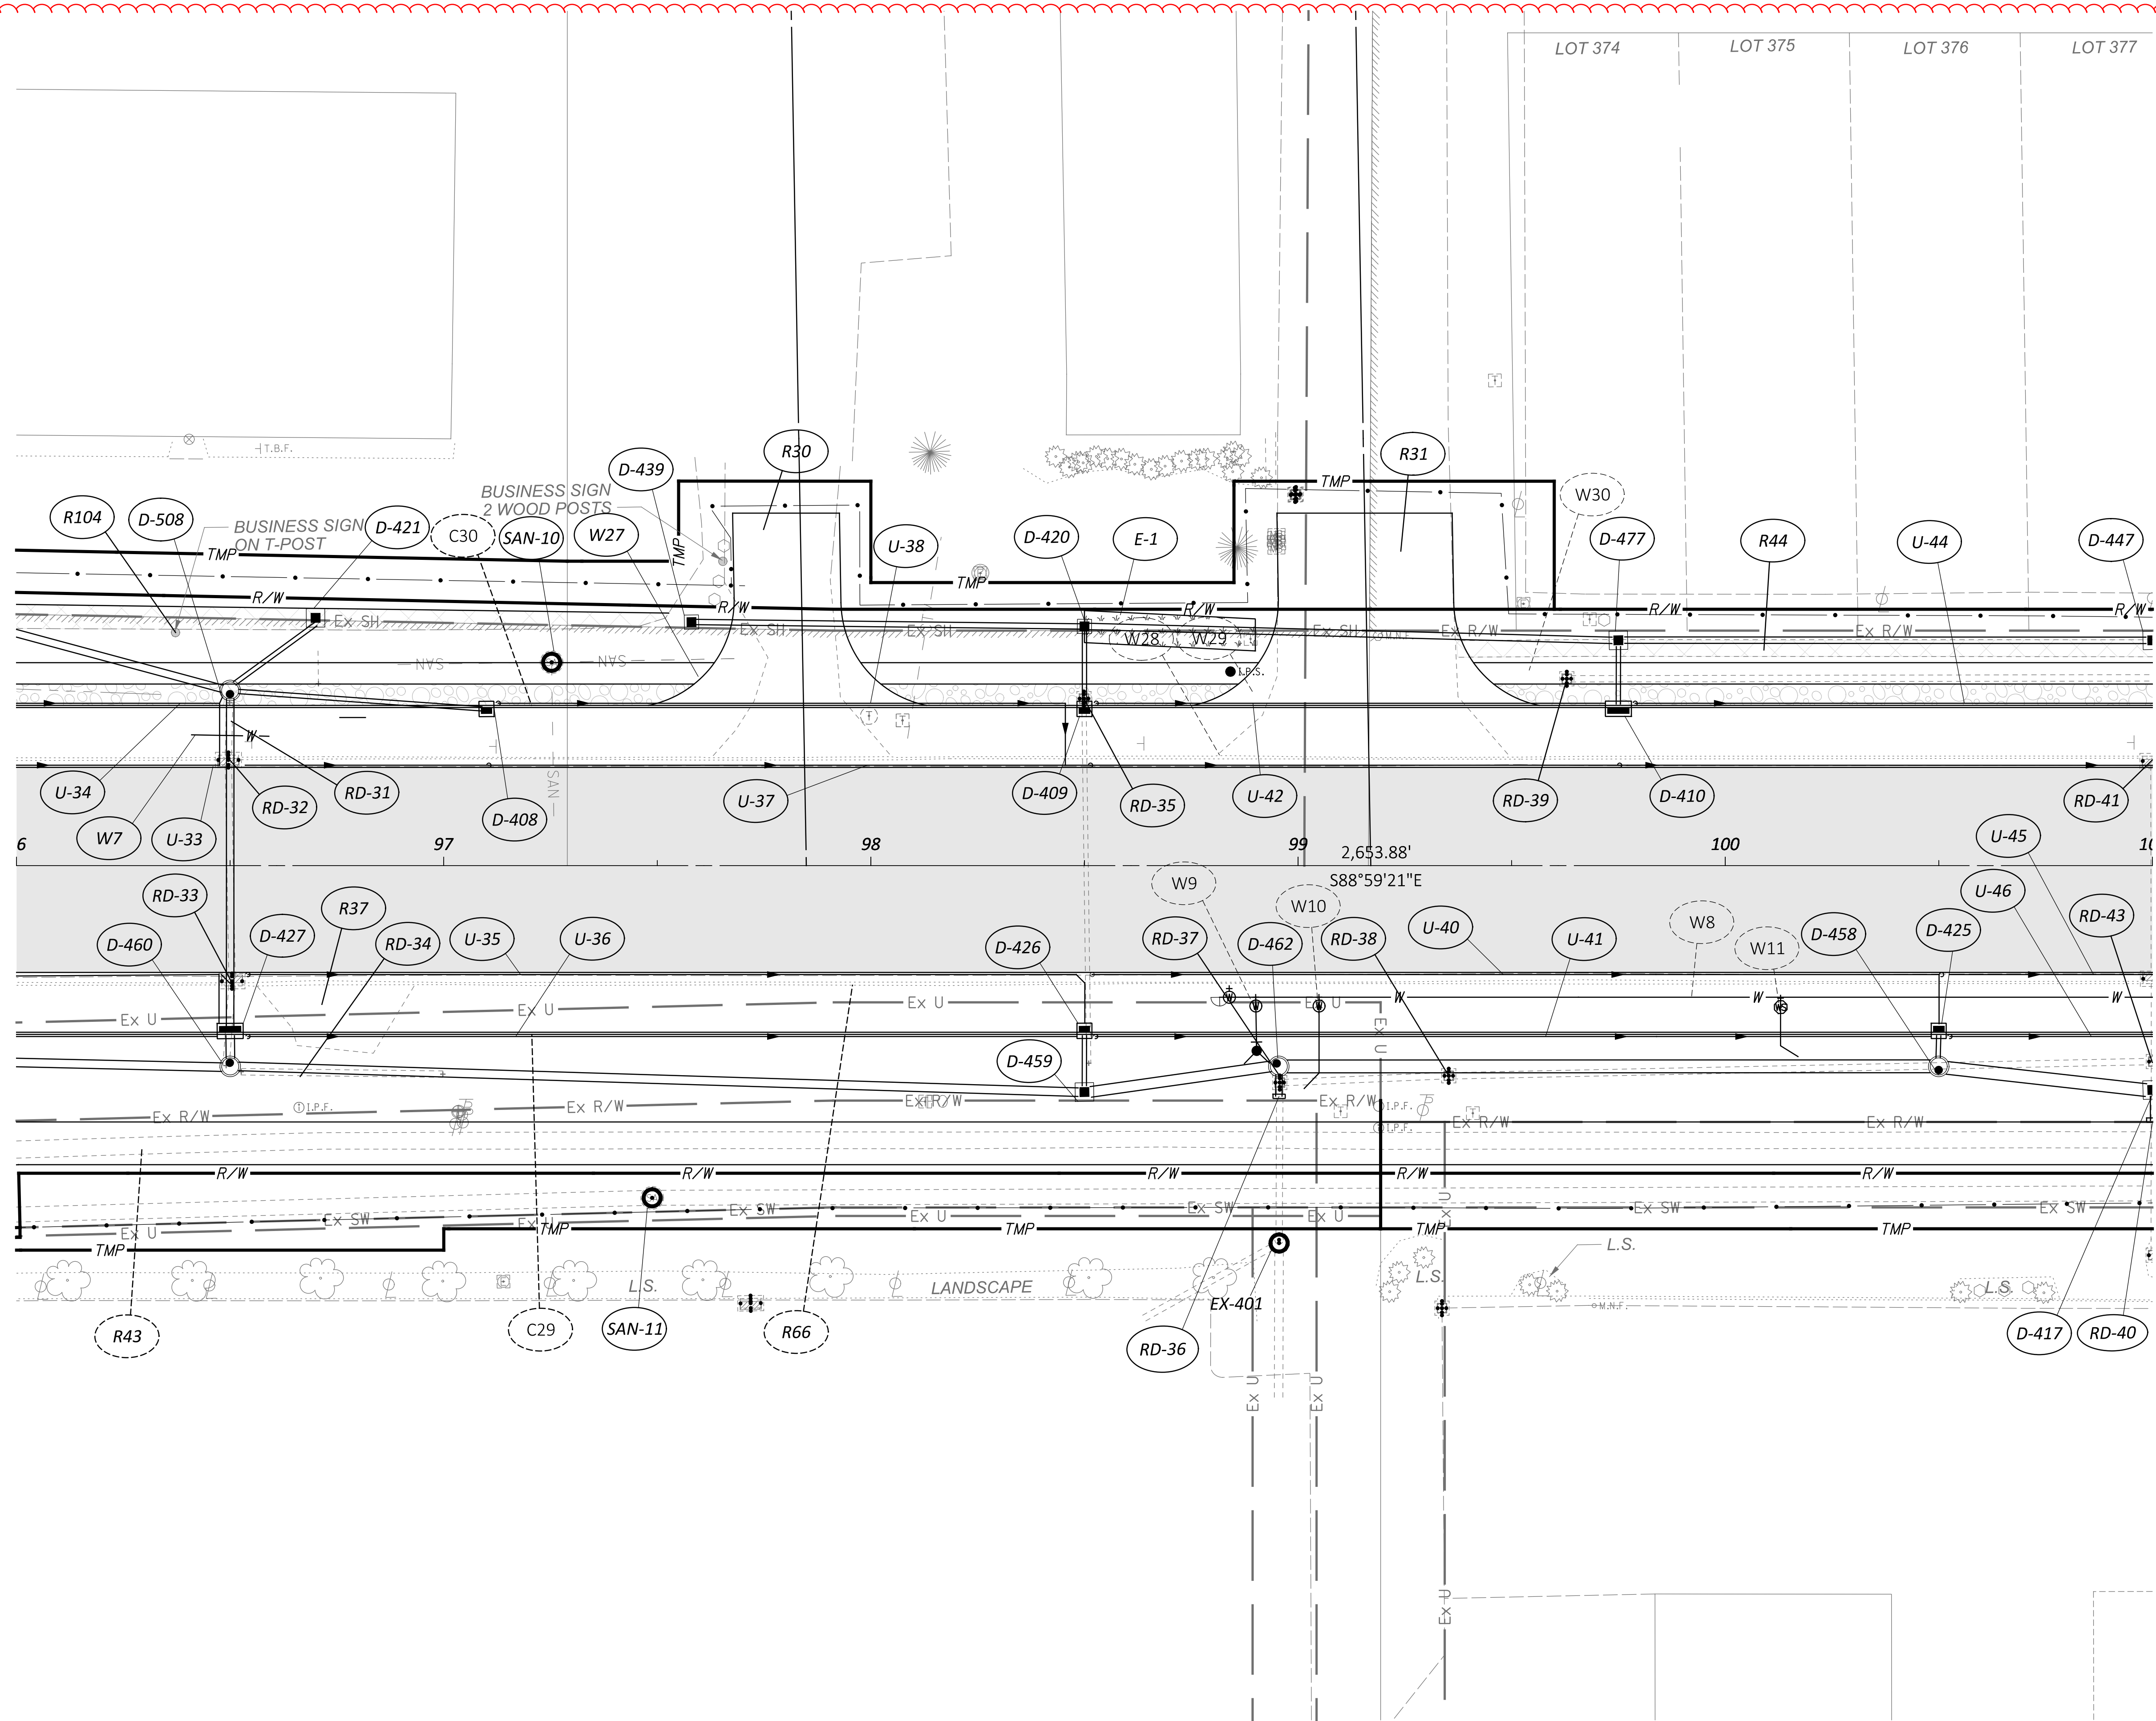 LOT 374
LOT 375
LOT 376
LOT 377
T.B.F.
R30
R31
D-439
BUSINESS SIGN
2 WOOD POSTS
TMP
W30
R104
D-508
BUSINESS SIGN
ON T-POST
D-421
C30
SAN-10
W27
TMP
U-38
D-420
E-1
D-477
R44
U-44
D-447
TMP
TMP
R/W
R/W
R/W
R/W
R/W
Ex SH
Ex SH
Ex SH
W28
W29
Ex SH
M.N.F.
Ex R/W
Ex R/W
SAN
SAN
I.P.S.
W
SAN
U-34
W7
U-33
RD-32
RD-31
D-408
U-37
D-409
RD-35
U-42
RD-39
D-410
RD-41
6
97
98
99
100
10
2,653.88'
S88°59'21"E
U-45
RD-33
R37
W9
W10
U-46
D-460
D-427
RD-34
U-35
U-36
D-426
RD-37
D-462
RD-38
U-40
U-41
W8
W11
D-458
D-425
RD-43
Ex U
Ex U
Ex U
Ex U
W
W
W
W
W
W
Ex U
D-459
Ex R/W
I.P.F.
Ex R/W
Ex R/W
Ex R/W
I.P.F.
I.P.F.
Ex R/W
Ex R/W
R/W
R/W
R/W
R/W
R/W
Ex U
Ex SW
Ex U
TMP
Ex SW
Ex U
TMP
Ex SW
Ex U
TMP
Ex U
Ex SW
TMP
Ex SW
TMP
L.S.
LANDSCAPE
L.S.
L.S.
L.S.
M.N.F.
EX-401
R43
C29
SAN-11
R66
RD-36
D-417
RD-40
Ex U
Ex U
Ex U